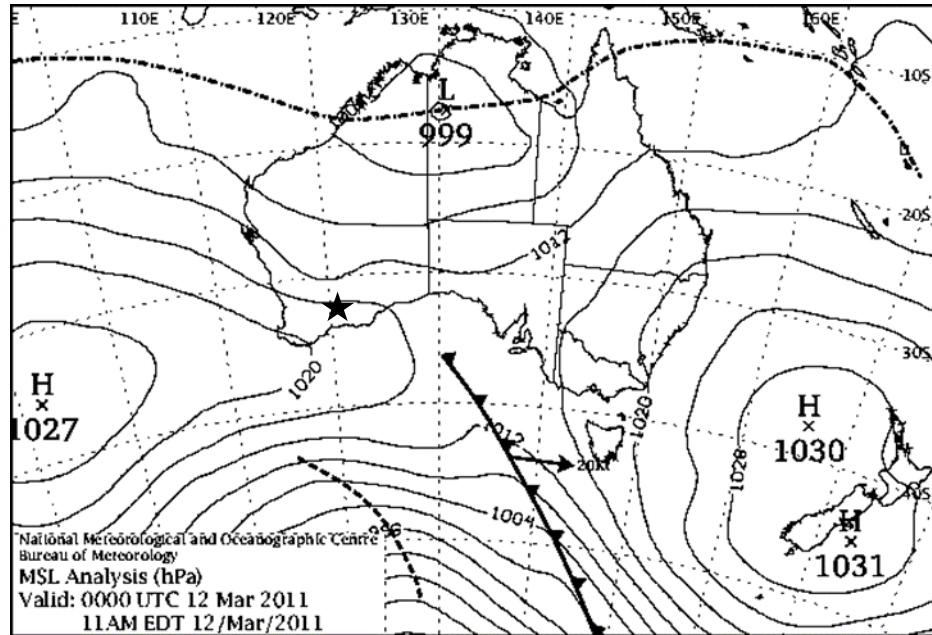 110E 120E 130E 140E 150E 160E
10S
L
999
1012
20S
30S
H
1027
1020
1020
H
1030
1028
1012
20kt
1004
40S
H
1031
996
National Meteorological and Oceanographic Centre
Bureau of Meteorology
MSL Analysis (hPa)
Valid: 0000 UTC 12 Mar 2011
11AM EDT 12/Mar/2011